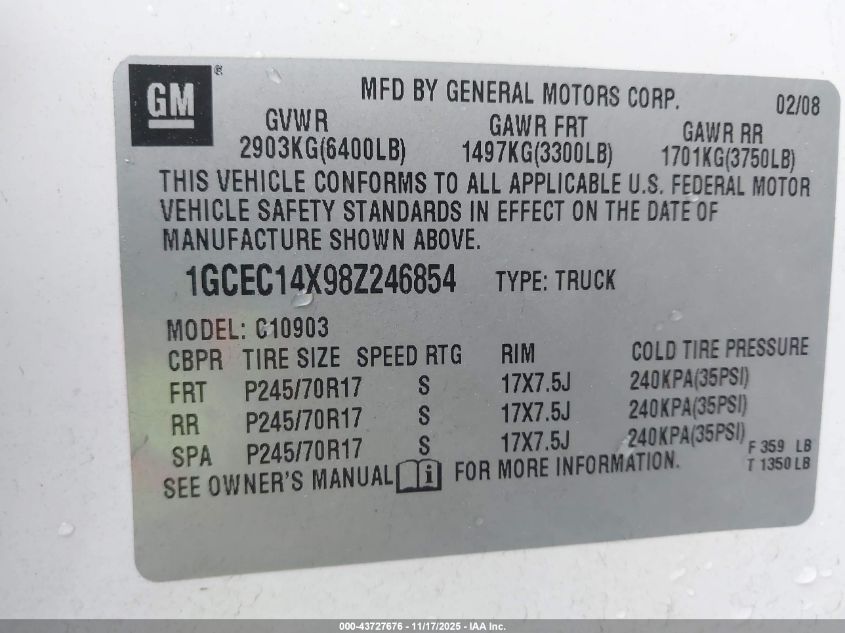 GM ®
MFD BY GENERAL MOTORS CORP. 02/08
GVWR GAWR FRT GAWR RR
2903KG(6400LB) 1497KG(3300LB) 1701KG(3750LB)
THIS VEHICLE CONFORMS TO ALL APPLICABLE U.S. FEDERAL MOTOR
VEHICLE SAFETY STANDARDS IN EFFECT ON THE DATE OF
MANUFACTURE SHOWN ABOVE.
1GCEC14X98Z246854 TYPE: TRUCK
MODEL: C10903
CBPR TIRE SIZE SPEED RTG RIM COLD TIRE PRESSURE
FRT P245/70R17 S 17X7.5J 240KPA(35PSI)
RR P245/70R17 S 17X7.5J 240KPA(35PSI)
SPA P245/70R17 S 17X7.5J 240KPA(35PSI)
F 359 LB
T 1350 LB
SEE OWNER'S MANUAL i FOR MORE INFORMATION.
000-43727676 - 11/17/2025 - IAA Inc.